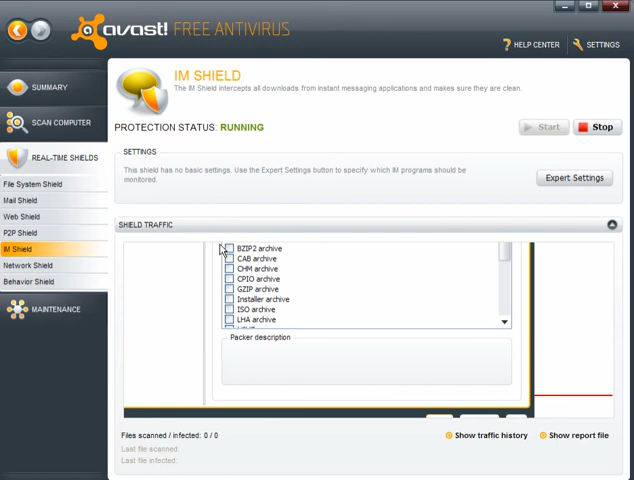 avast! FREE ANTIVIRUS
HELP CENTER
SETTINGS
SUMMARY
SCAN COMPUTER
REAL-TIME SHIELDS
File System Shield
Mail Shield
Web Shield
P2P Shield
IM Shield
Network Shield
Behavior Shield
MAINTENANCE
IM SHIELD
The IM Shield intercepts all downloads from instant messaging applications and makes sure they are clean.
PROTECTION STATUS: RUNNING
Start
Stop
SETTINGS
This shield has no basic settings. Use the Expert Settings button to specify which IM programs should be
monitored.
Expert Settings
SHIELD TRAFFIC
BZIP2 archive
CAB archive
CHM archive
CPIO archive
GZIP archive
Installer archive
ISO archive
LHA archive
Packer description
Files scanned / infected: 0 / 0
Show traffic history
Show report file
Last file scanned:
Last file infected: